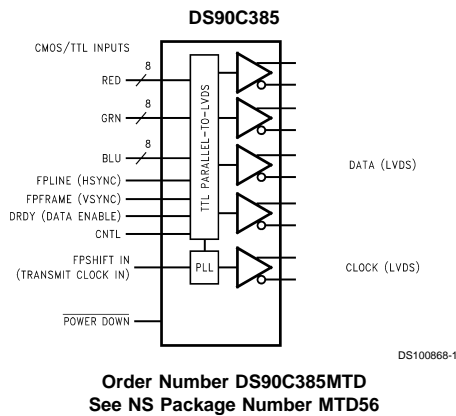 DS90C385
CMOS/TTL INPUTS
8
RED
8
GRN
8
BLU
FPLINE (HSYNC)
FPFRAME (VSYNC)
DRDY (DATA ENABLE)
CNTL
FPSHIFT IN
(TRANSMIT CLOCK IN)
POWER DOWN
TTL PARALLEL-TO-LVDS
PLL
DATA (LVDS)
CLOCK (LVDS)
DS100868-1
Order Number DS90C385MTD
See NS Package Number MTD56